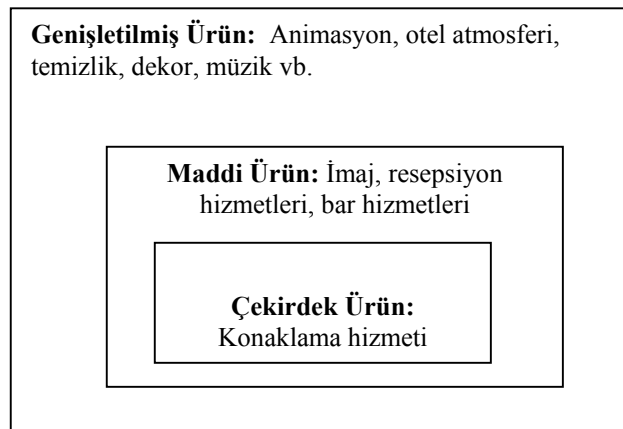 Genişletilmiş Ürün: Animasyon, otel atmosferi,
temizlik, dekor, müzik vb.
Maddi Ürün: İmaj, resepsiyon
hizmetleri, bar hizmetleri
Çekirdek Ürün:
Konaklama hizmeti